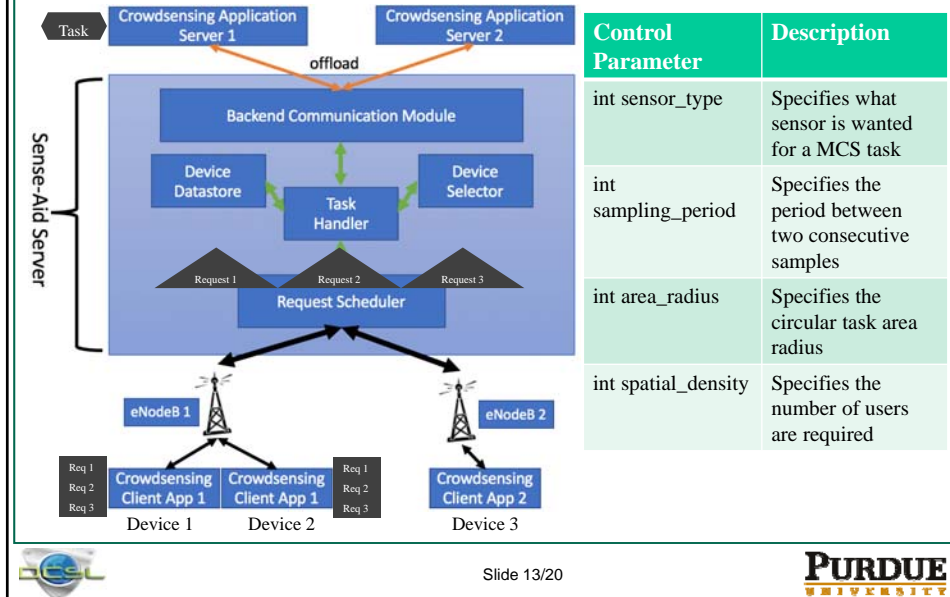 Task
Crowdsensing Application
Server 1
Crowdsensing Application
Server 2
offload
Sense-Aid Server
Backend Communication Module
Device
Datastore
Device
Selector
Task
Handler
Request 1
Request 2
Request 3
Request Scheduler
eNodeB 1
eNodeB 2
Req 1
Req 2
Req 3
Crowdsensing
Client App 1
Crowdsensing
Client App 1
Req 1
Req 2
Req 3
Crowdsensing
Client App 2
Device 1
Device 2
Device 3
Control
Parameter
Description
int sensor_type
Specifies what
sensor is wanted
for a MCS task
int
sampling_period
Specifies the
period between
two consecutive
samples
int area_radius
Specifies the
circular task area
radius
int spatial_density
Specifies the
number of users
are required
DCSL
Slide 13/20
PURDUE
UNIVERSITY